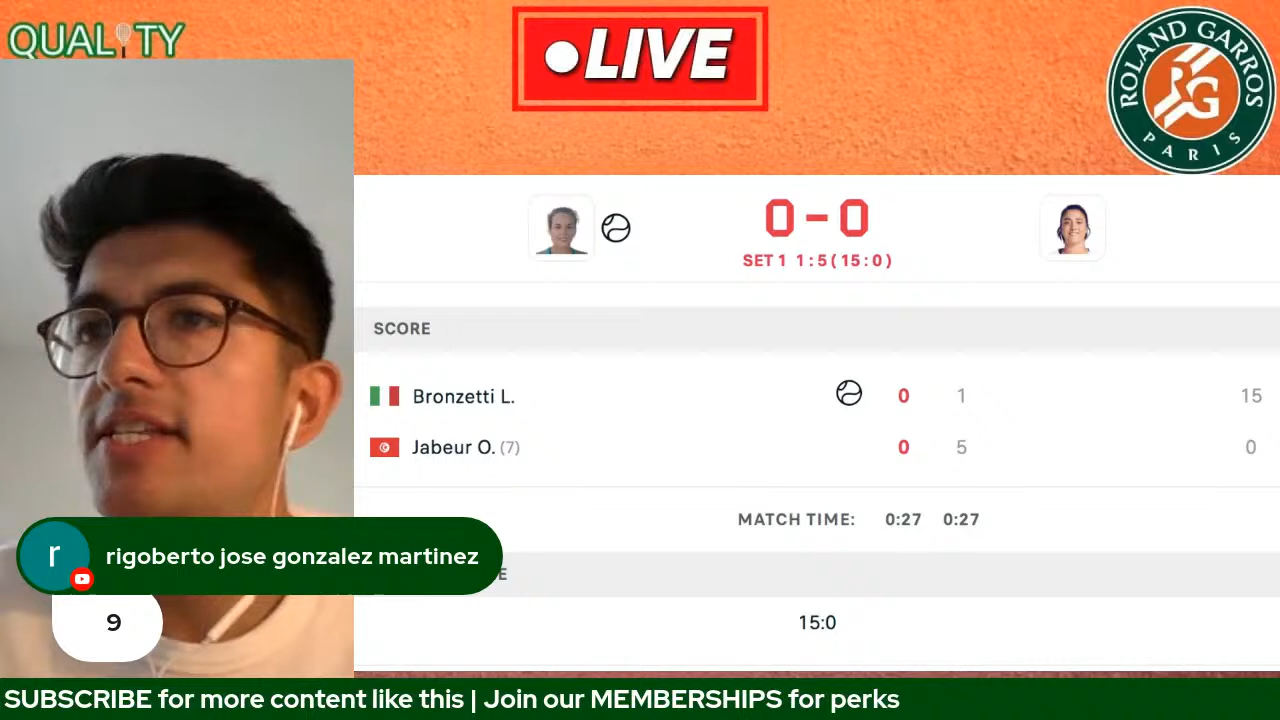 QUALITY
LIVE
ROLAND GARROS
RG
PARIS
0 - 0
SET 1 1 : 5 ( 15 : 0 )
SCORE
Bronzetti L. 0 1 15
Jabeur O. (7) 0 5 0
MATCH TIME: 0:27 0:27
E
rigoberto jose gonzalez martinez
r
9
15:0
SUBSCRIBE for more content like this | Join our MEMBERSHIPS for perks